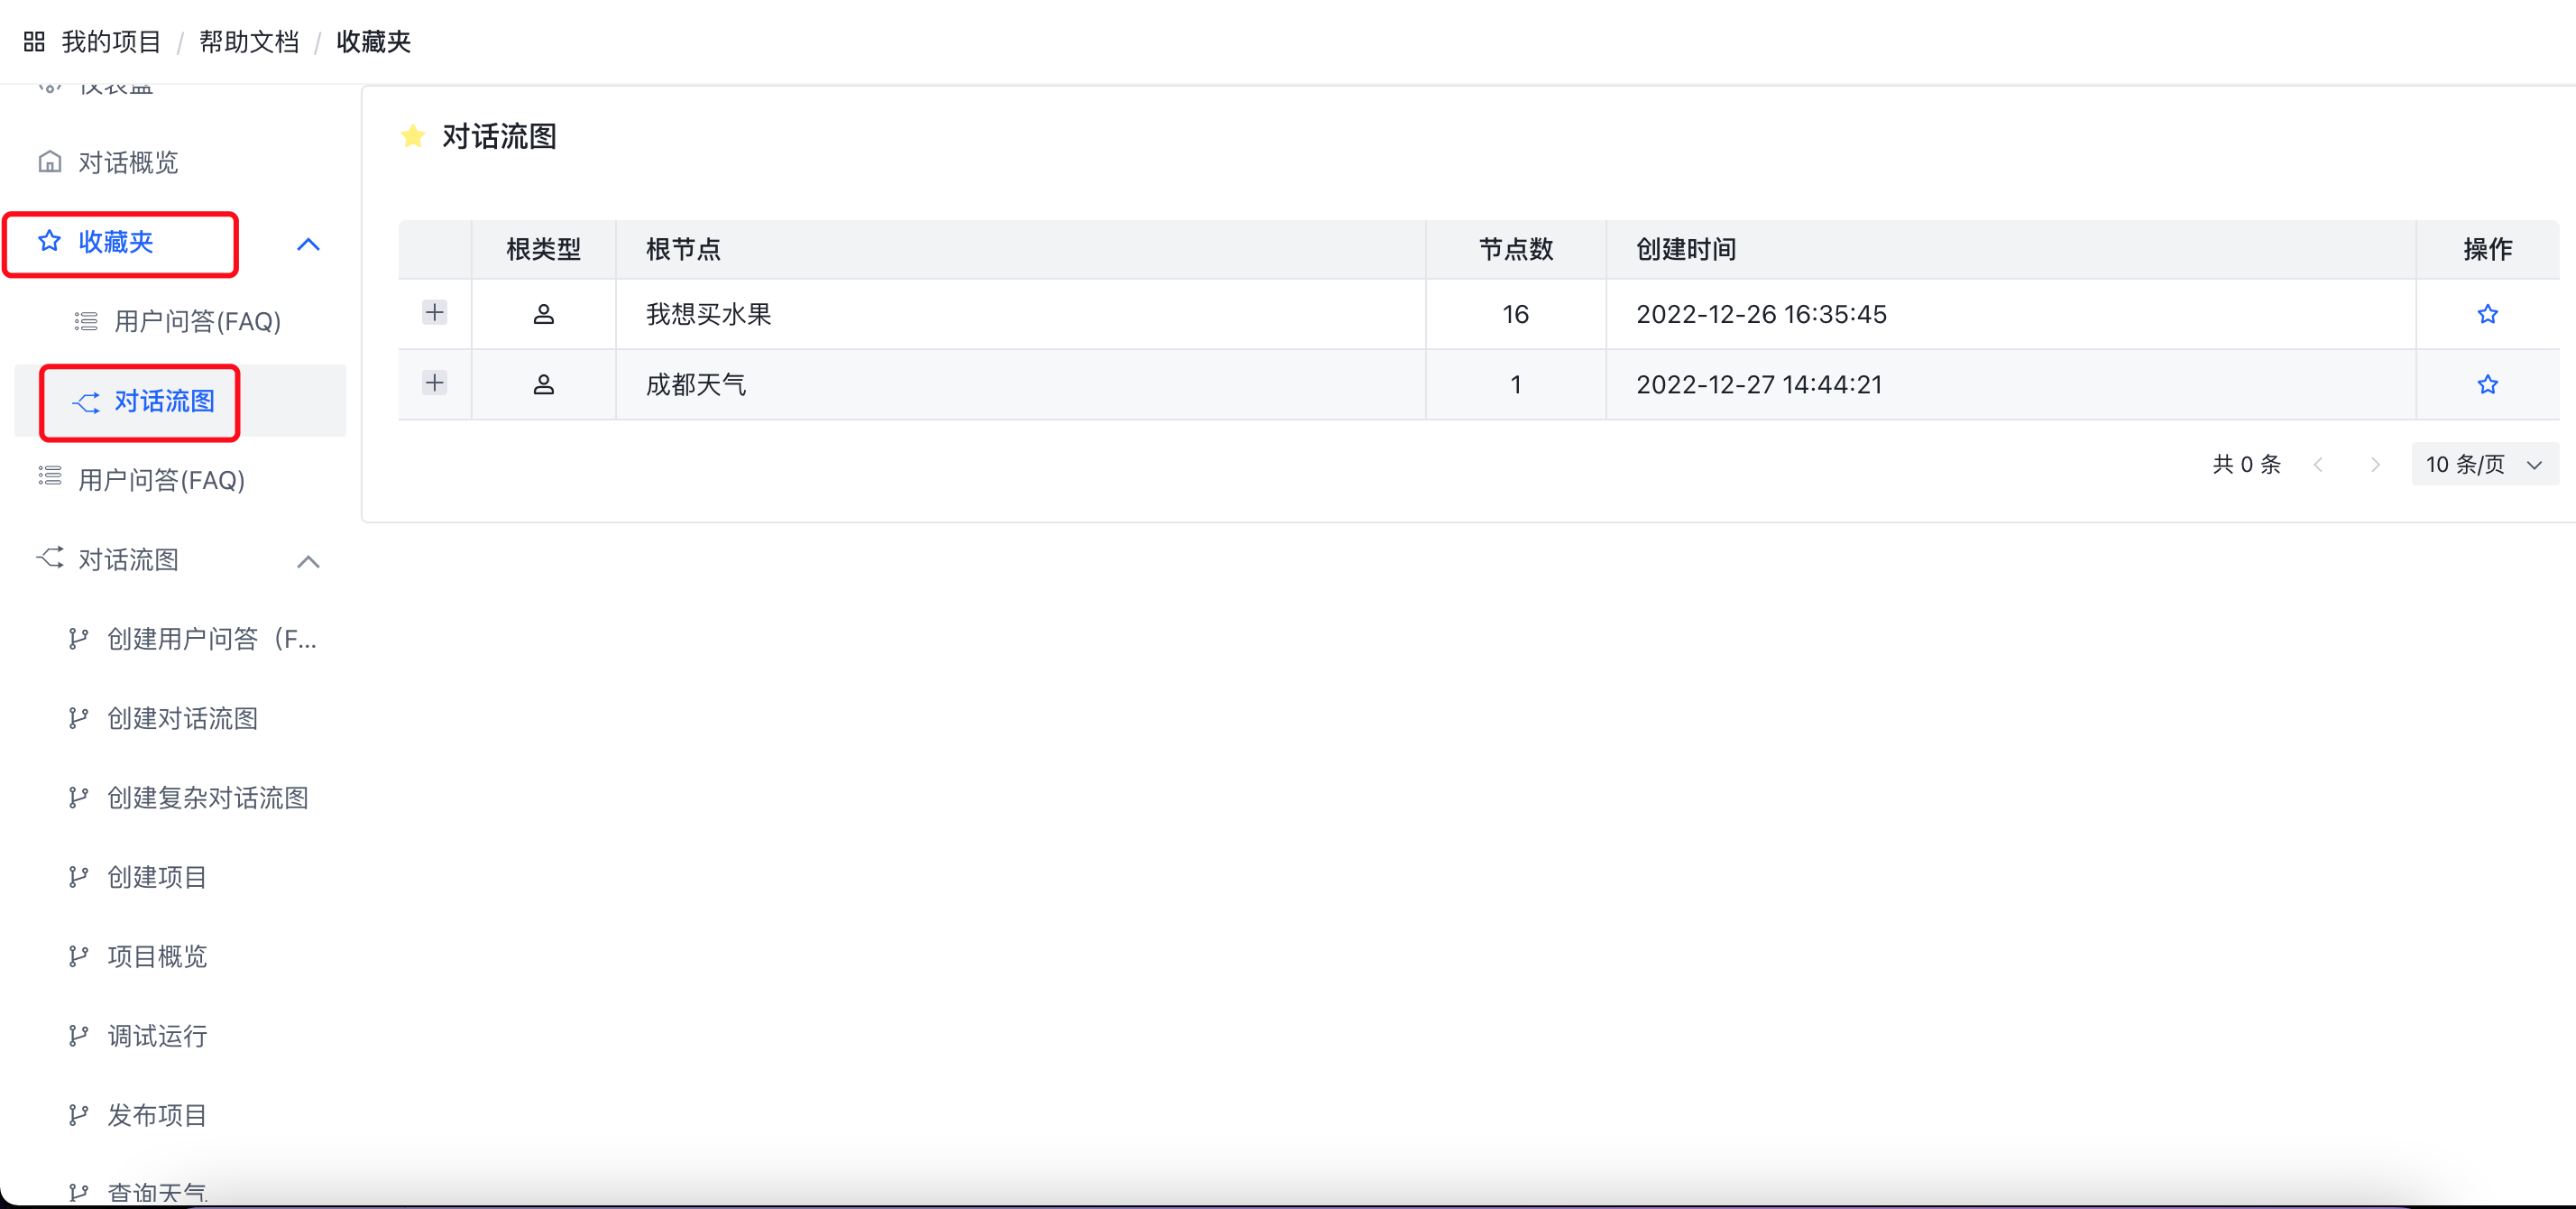 我的项目 / 帮助文档 / 收藏夹
仪表盘
对话概览
收藏夹
用户问答(FAQ)
对话流图
用户问答(FAQ)
对话流图
创建用户问答（F...
创建对话流图
创建复杂对话流图
创建项目
项目概览
调试运行
发布项目
查询天气
对话流图
根类型 根节点 节点数 创建时间 操作
我想买水果 16 2022-12-26 16:35:45
成都天气 1 2022-12-27 14:44:21
共 0 条 10 条/页